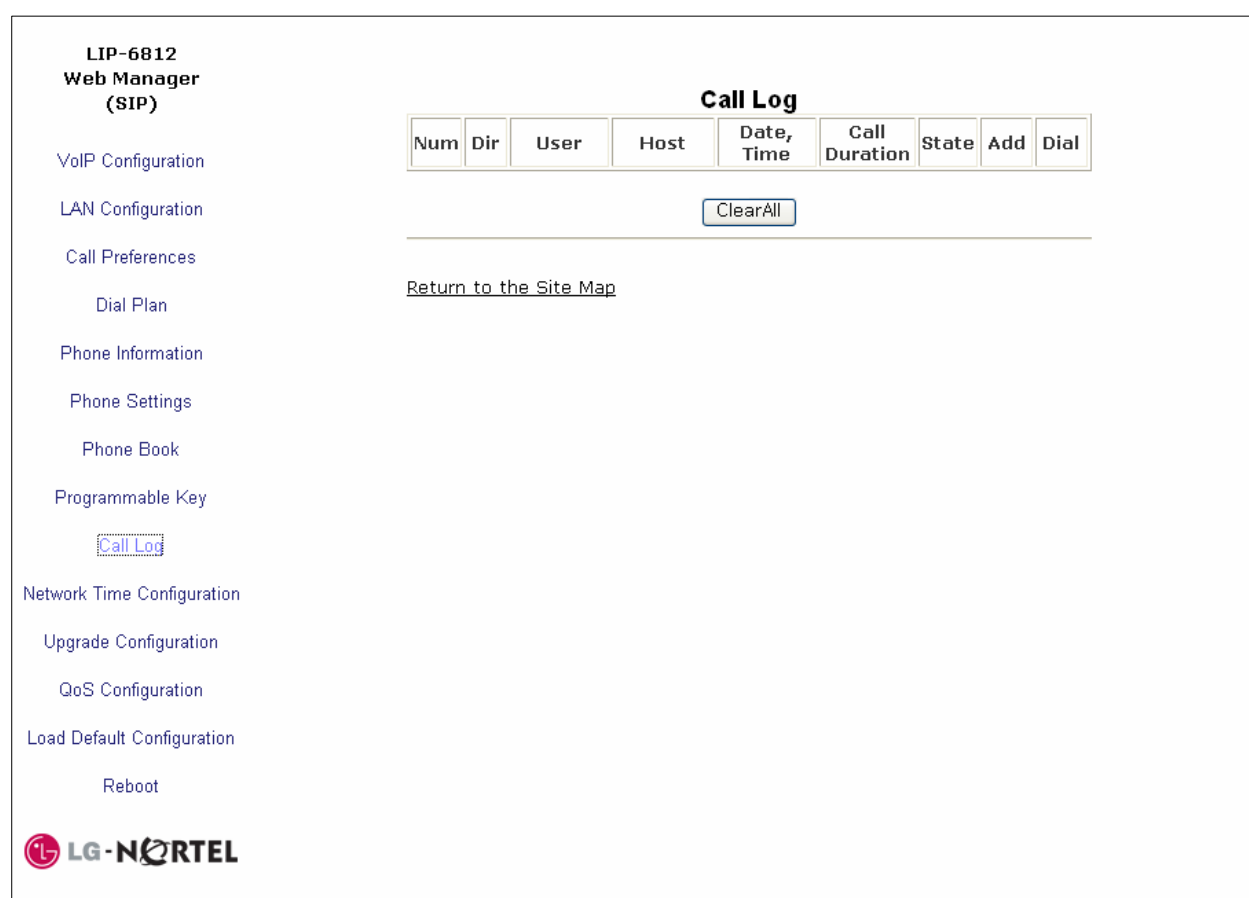 LIP-6812
Web Manager
(SIP)
VoIP Configuration
LAN Configuration
Call Preferences
Dial Plan
Phone Information
Phone Settings
Phone Book
Programmable Key
Call Log
Network Time Configuration
Upgrade Configuration
QoS Configuration
Load Default Configuration
Reboot
LG-NORTEL
Call Log
Num Dir User Host Date, Time Call Duration State Add Dial
ClearAll
Return to the Site Map